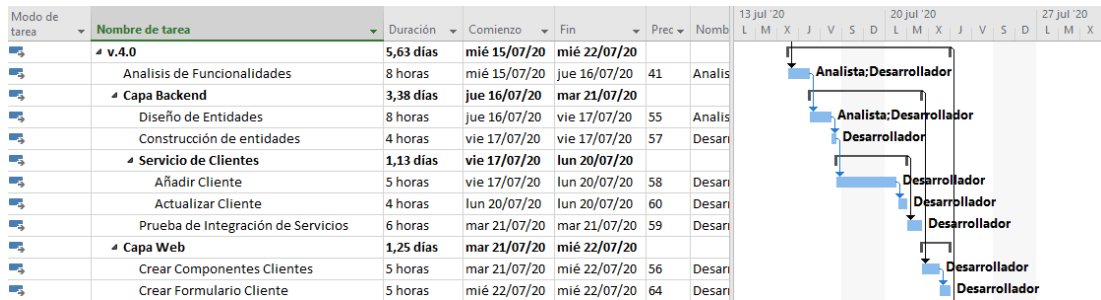 Modo de tarea Nombre de tarea Duración Comienzo Fin Prec Nomb 13 jul '20 20 jul '20 27 jul '20
L M X J V S D L M X J V S D L M X
v.4.0 5,63 días mié 15/07/20 mié 22/07/20
Analisis de Funcionalidades 8 horas mié 15/07/20 jue 16/07/20 41 Analis Analista;Desarrollador
Capa Backend 3,38 días jue 16/07/20 mar 21/07/20
Diseño de Entidades 8 horas jue 16/07/20 vie 17/07/20 55 Analis Analista;Desarrollador
Construcción de entidades 4 horas vie 17/07/20 vie 17/07/20 57 Desarr Desarrollador
Servicio de Clientes 1,13 días vie 17/07/20 lun 20/07/20
Añadir Cliente 5 horas vie 17/07/20 lun 20/07/20 58 Desarr Desarrollador
Actualizar Cliente 4 horas lun 20/07/20 lun 20/07/20 60 Desarr Desarrollador
Prueba de Integración de Servicios 6 horas mar 21/07/20 mar 21/07/20 59 Desarr Desarrollador
Capa Web 1,25 días mar 21/07/20 mié 22/07/20
Crear Componentes Clientes 5 horas mar 21/07/20 mié 22/07/20 56 Desarr Desarrollador
Crear Formulario Cliente 5 horas mié 22/07/20 mié 22/07/20 64 Desarr Desarrollador